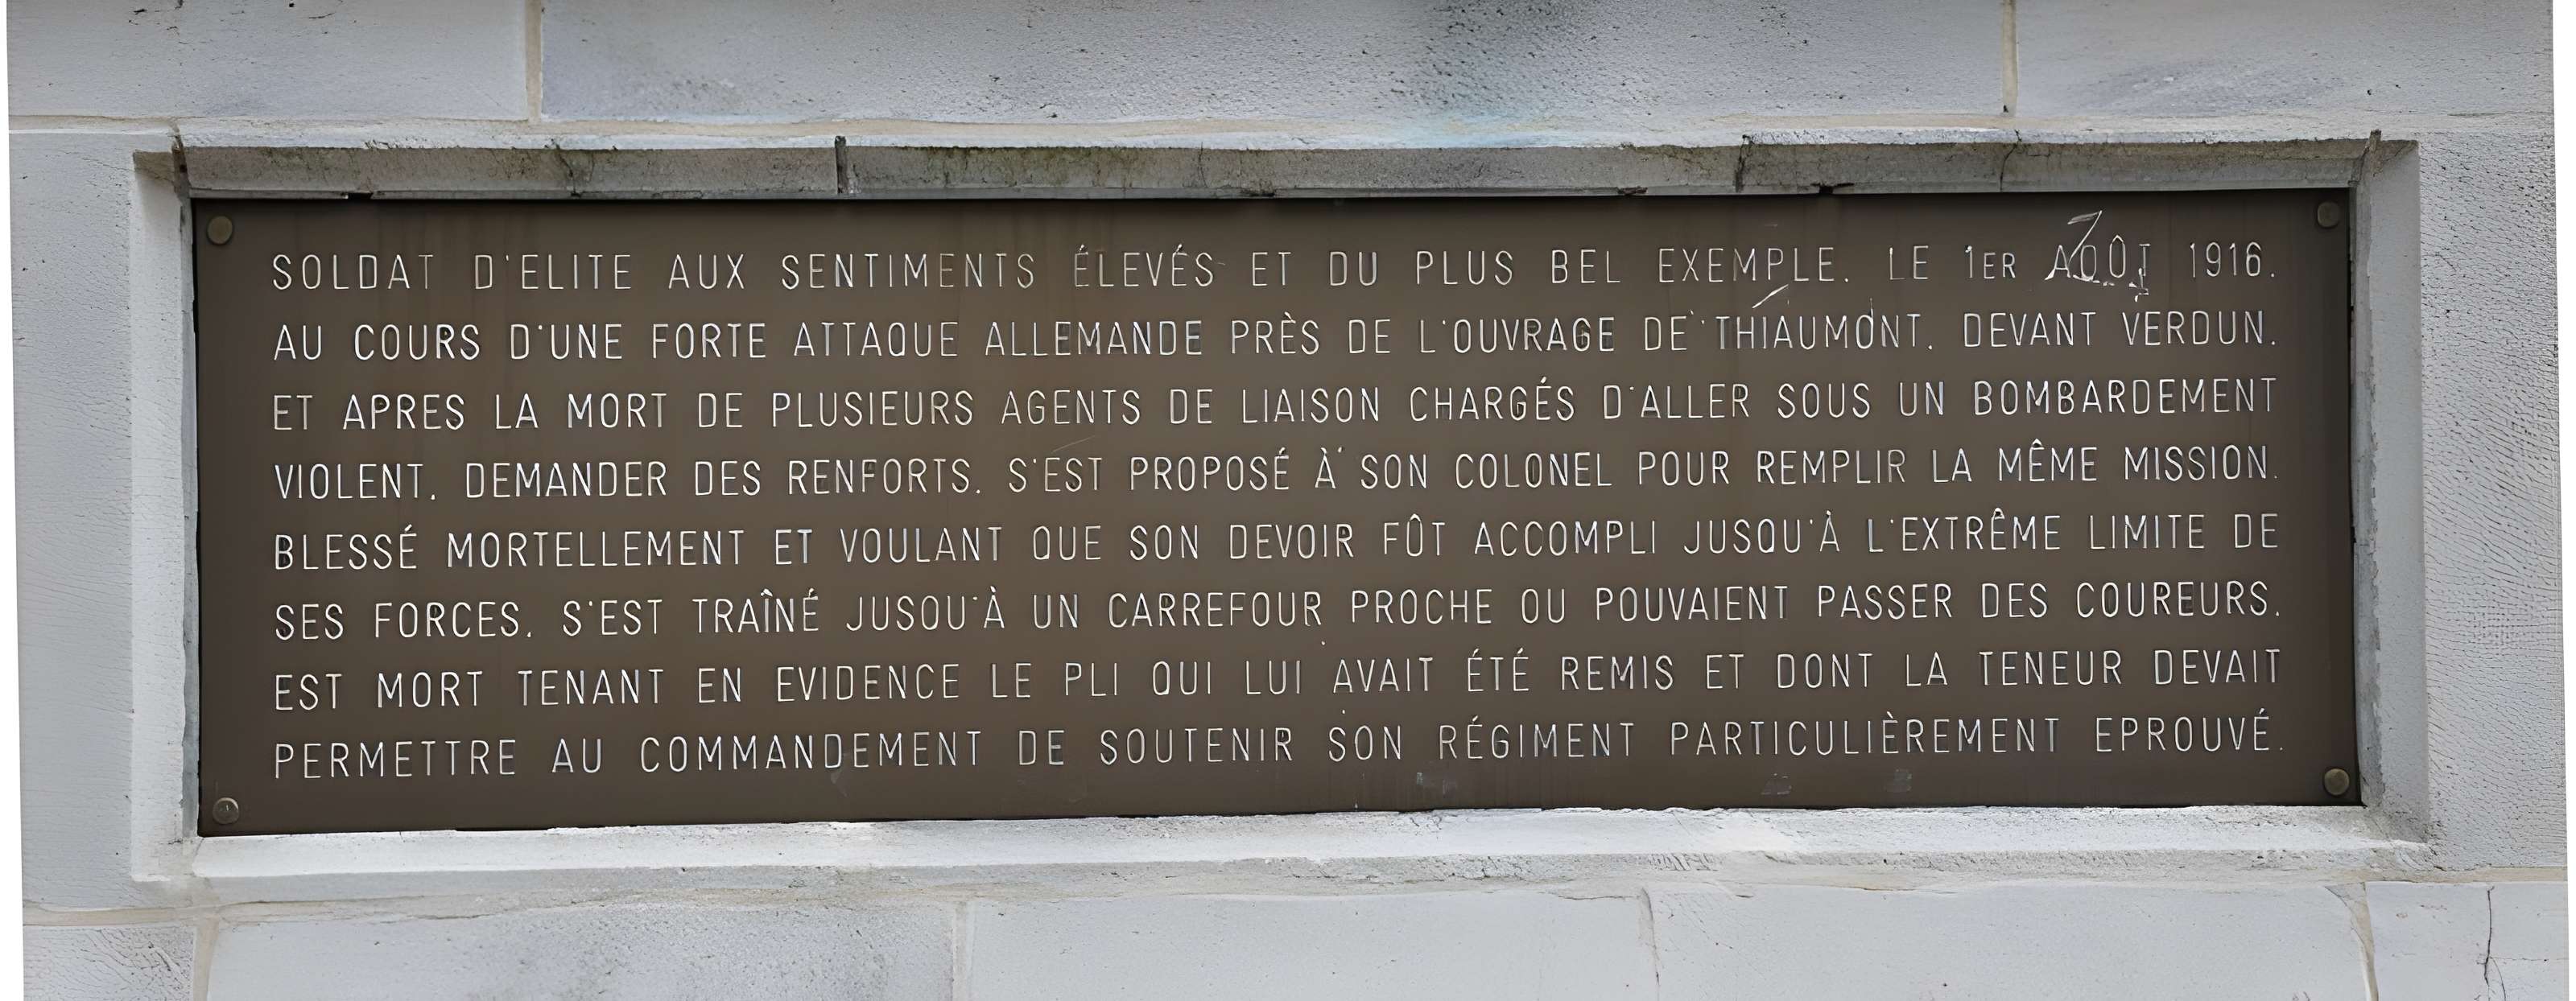 SOLDAT D'ELITE AUX SENTIMENTS ÉLEVÉS ET DU PLUS BEL EXEMPLE. LE 1ER AOÛT 1916.
AU COURS D'UNE FORTE ATTAQUE ALLEMANDE PRÈS DE L'OUVRAGE DE THIAUMONT. DEVANT VERDUN.
ET APRES LA MORT DE PLUSIEURS AGENTS DE LIAISON CHARGÉS D'ALLER SOUS UN BOMBARDEMENT
VIOLENT. DEMANDER DES RENFORTS. S'EST PROPOSÉ À SON COLONEL POUR REMPLIR LA MÊME MISSION.
BLESSÉ MORTELLEMENT ET VOULANT QUE SON DEVOIR FÛT ACCOMPLI JUSQU'À L'EXTRÊME LIMITE DE
SES FORCES. S'EST TRAÎNÉ JUSQU'À UN CARREFOUR PROCHE OU POUVAIENT PASSER DES COUREURS.
EST MORT TENANT EN EVIDENCE LE PLI QUI LUI AVAIT ÉTÉ REMIS ET DONT LA TENEUR DEVAIT
PERMETTRE AU COMMANDEMENT DE SOUTENIR SON RÉGIMENT PARTICULIÈREMENT EPROUVÉ.